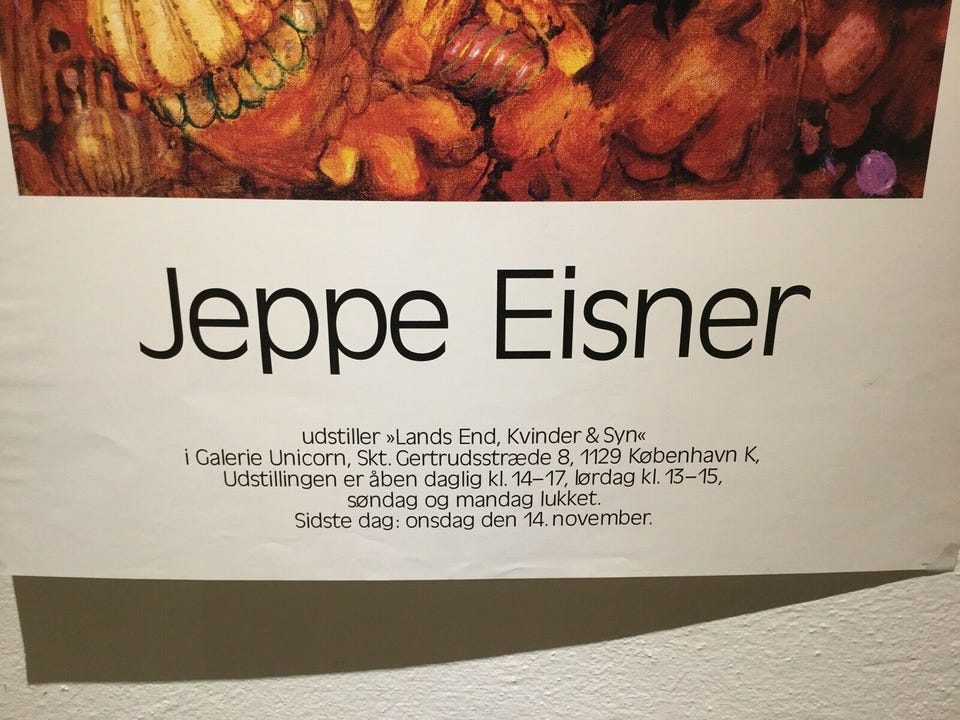 Jeppe Eisner
udstiller »Lands End, Kvinder & Syn«
i Galerie Unicorn, Skt. Gertrudsstræde 8, 1129 København K,
Udstillingen er åben daglig kl. 14–17, lørdag kl. 13–15,
søndag og mandag lukket.
Sidste dag: onsdag den 14. november.